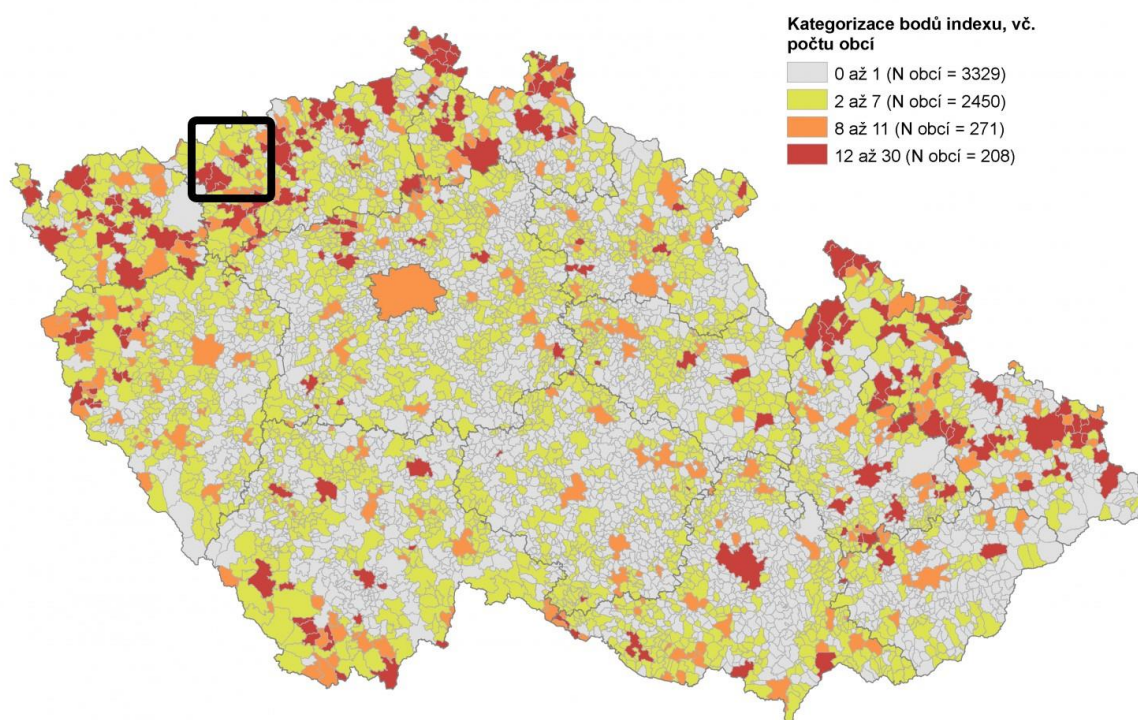 Kategorizace bodů indexu, vč.
počtu obcí
0 až 1 (N obcí = 3329)
2 až 7 (N obcí = 2450)
8 až 11 (N obcí = 271)
12 až 30 (N obcí = 208)